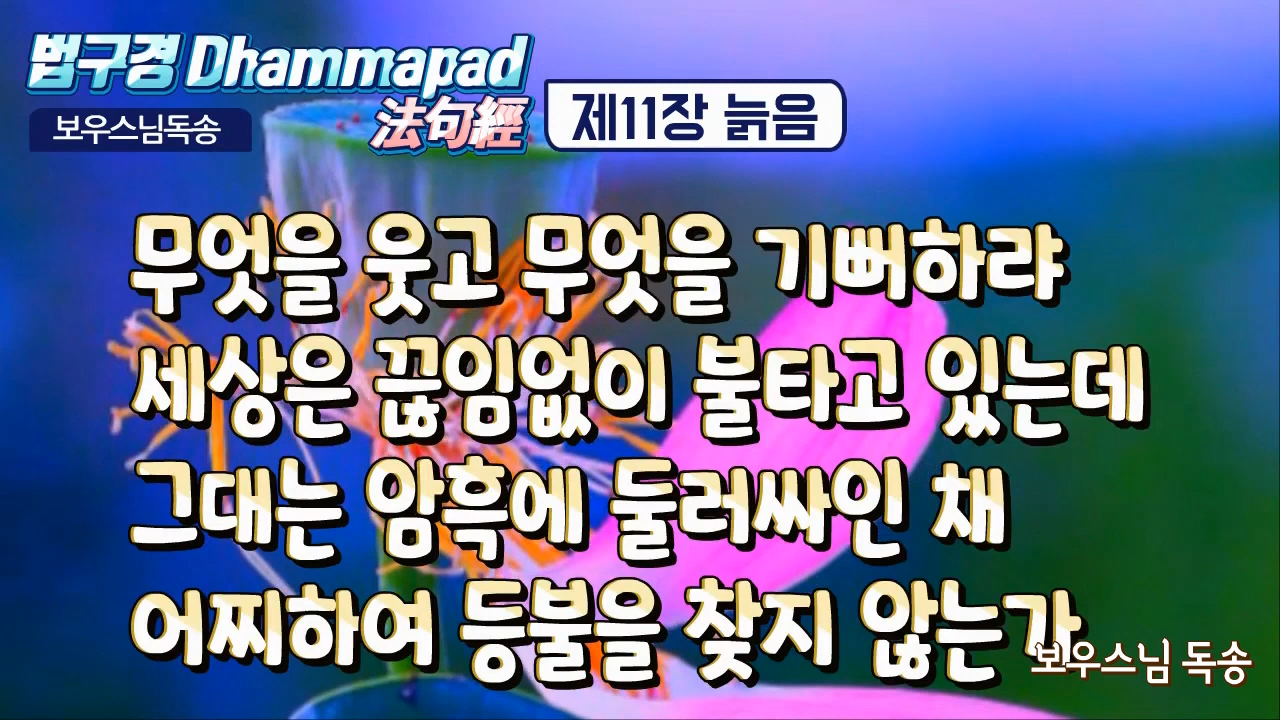 법구경 Dhammapad
法句經
보우스님독송
제11장 늙음
무엇을 웃고 무엇을 기뻐하랴
세상은 끊임없이 불타고 있는데
그대는 암흑에 둘러싸인 채
어찌하여 등불을 찾지 않는가
보우스님 독송